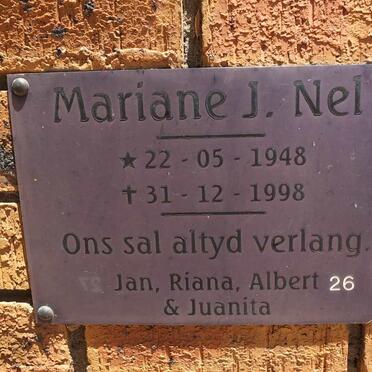 Mariane J. Nel
★ 22 - 05 - 1948
✝ 31 - 12 - 1998
Ons sal altyd verlang.
Jan, Riana, Albert 26
& Juanita